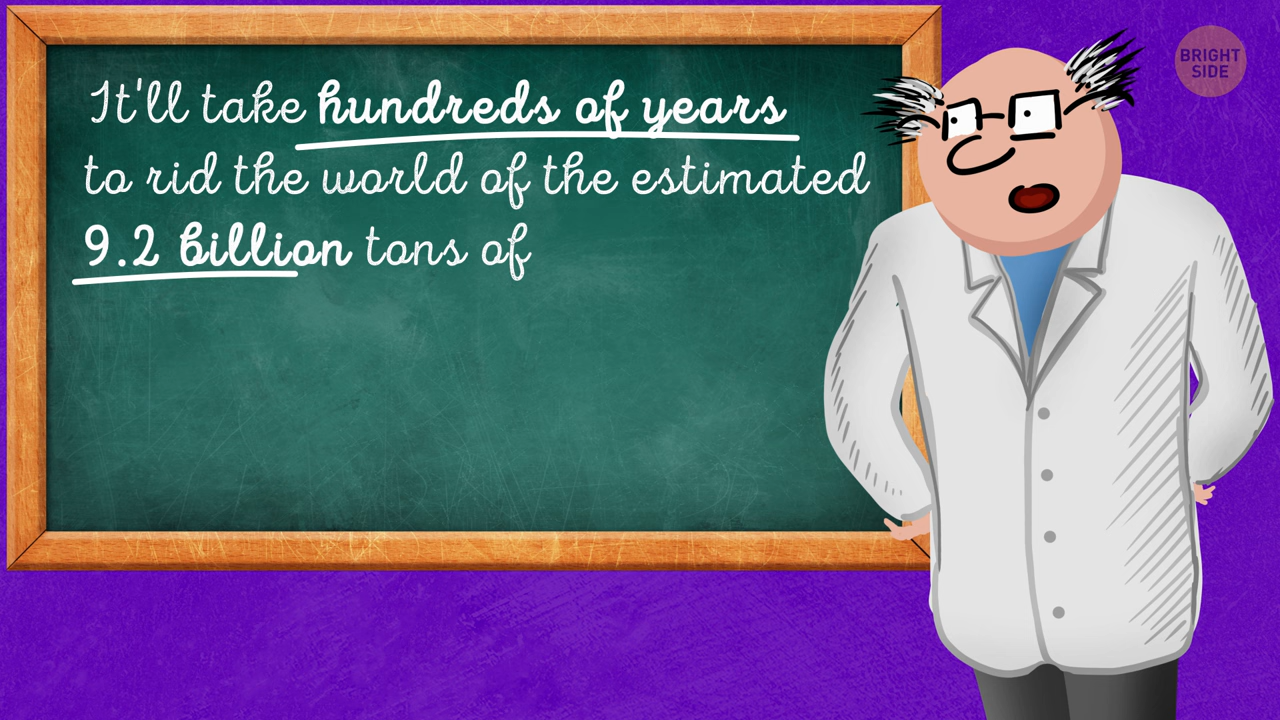 It'll take hundreds of years
to rid the world of the estimated
9.2 billion tons of
BRIGHT
SIDE